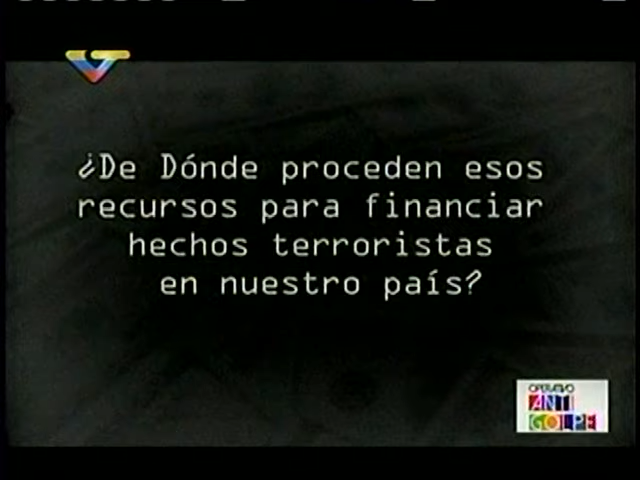 ¿De Dónde proceden esos
recursos para financiar
hechos terroristas
en nuestro país?
OPERATIVO
ANTI
GOLPE